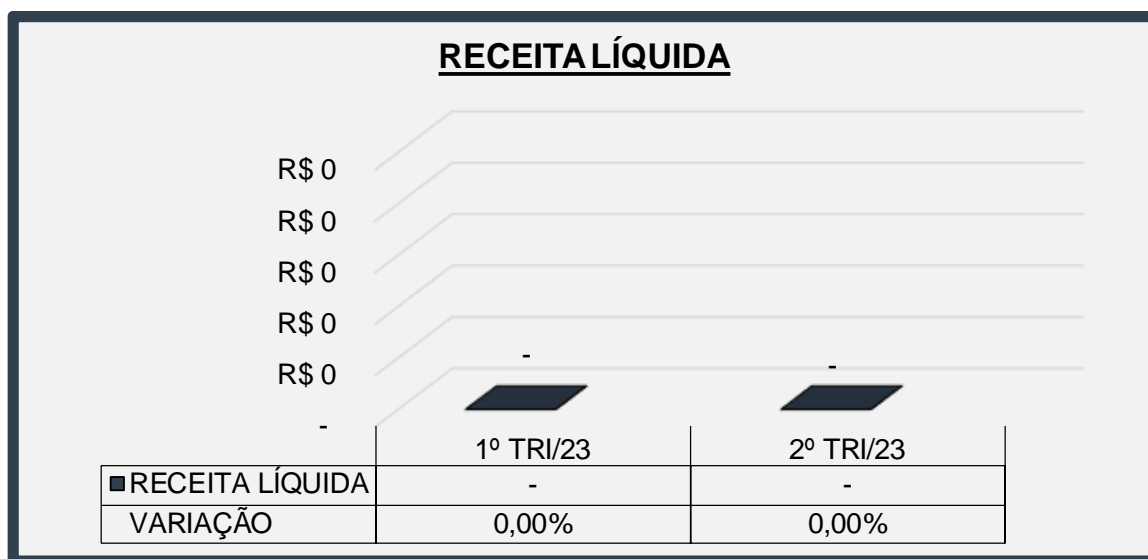 RECEITA LÍQUIDA
R$ 0
R$ 0
R$ 0
R$ 0
R$ 0
-
- -
1º TRI/23 2º TRI/23
RECEITA LÍQUIDA - -
VARIAÇÃO 0,00% 0,00%